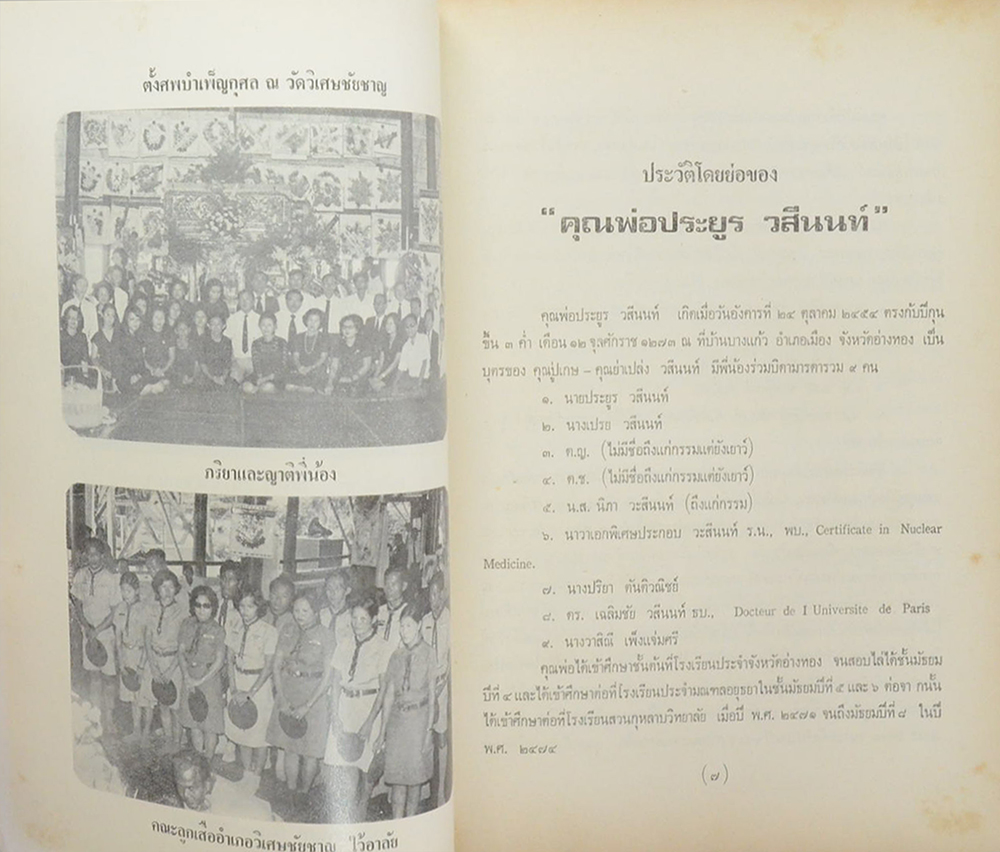 ตั้งศพบำเพ็ญกุศล ณ วัดวิเศษชัยชาญ
ภริยาและญาติพี่น้อง
คณะลูกเสืออำเภอวิเศษชัยชาญ ไว้อาลัย
ประวัติโดยย่อของ
“คุณพ่อประยูร วสีนนท์”
คุณพ่อประยูร วสีนนท์ เกิดเมื่อวันอังคารที่ ๒๔ ตุลาคม ๒๔๕๔ ตรงกับปีกุน
ขึ้น ๓ ค่ำ เดือน ๑๒ จุลศักราช ๑๒๗๓ ณ ที่บ้านบางแก้ว อำเภอเมือง จังหวัดอ่างทอง เป็น
บุตรของ คุณปู่เกษ – คุณย่าเปล่ง วสีนนท์ มีพี่น้องร่วมบิดามารดารวม ๙ คน
๑. นายประยูร วสีนนท์
๒. นางเปรย วสีนนท์
๓. ด.ญ. (ไม่มีชื่อถึงแก่กรรมแต่ยังเยาว์)
๔. ด.ช. (ไม่มีชื่อถึงแก่กรรมแต่ยังเยาว์)
๕. น.ส. นิภา วะสีนนท์ (ถึงแก่กรรม)
๖. นาวาเอกพิเศษประกอบ วะสีนนท์ ร.น., พบ., Certificate in Nuclear
Medicine.
๗. นางปริยา ตันติวณิชย์
๘. ดร. เฉลิมชัย วสีนนท์ ธบ., Docteur de I Universite de Paris
๙. นางวาสิณี เพ็งแจ่มศรี
คุณพ่อได้เข้าศึกษาชั้นต้นที่โรงเรียนประจำจังหวัดอ่างทอง จนสอบไล่ได้ชั้นมัธยม
ปีที่ ๔ และได้เข้าศึกษาต่อที่โรงเรียนประจำมณฑลอยุธยาในชั้นมัธยมปีที่ ๕ และ ๖ ต่อจา กนั้น
ได้เข้าศึกษาต่อที่โรงเรียนสวนกุหลาบวิทยาลัย เมื่อปี พ.ศ. ๒๔๗๑ จนถึงมัธยมปีที่ ๘ ในปี
พ.ศ. ๒๔๗๔
(๗)